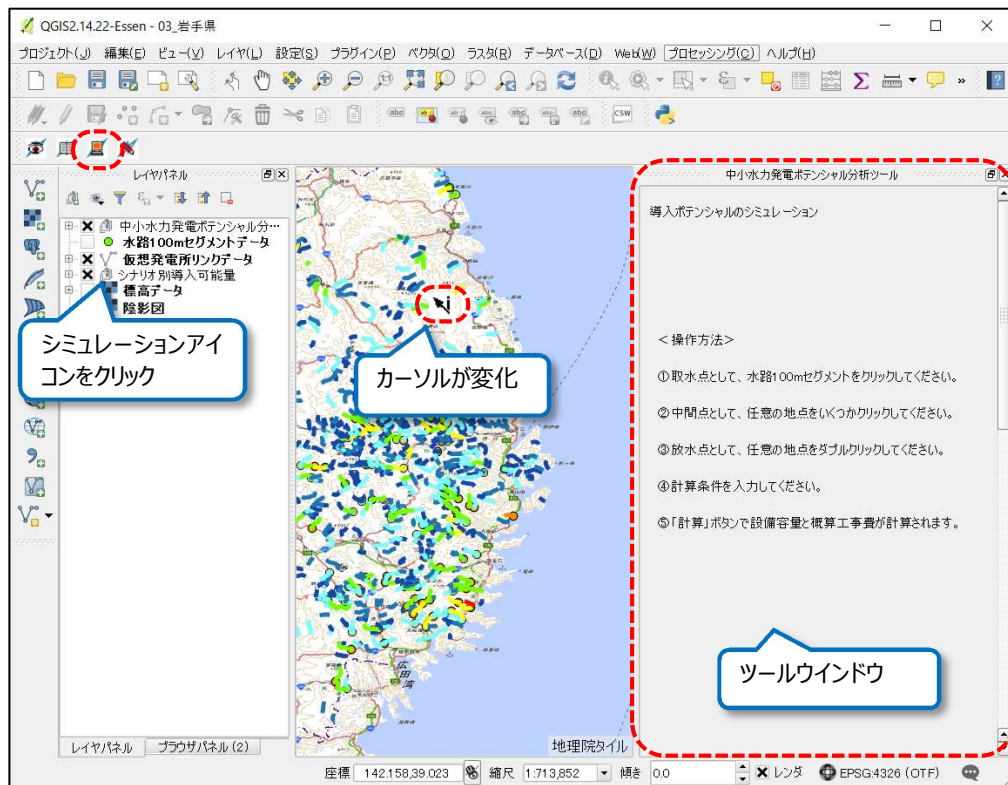 QGIS2.14.22-Essen - 03_岩手県
プロジェクト(J) 編集(E) ビュー(V) レイヤ(L) 設定(S) プラグイン(P) ベクタ(O) ラスタ(R) データベース(D) Web(W) プロセッシング(C) ヘルプ(H)
abc abc abc abc abc abc CSW
レイヤパネル
中小水力発電ポテンシャル分…
水路100mセグメントデータ
仮想発電所リンクデータ
シナリオ別導入可能量
標高データ
陰影図
シミュレーションアイ
コンをクリック
カーソルが変化
広田湾
地理院タイル
中小水力発電ポテンシャル分析ツール
導入ポテンシャルのシミュレーション
＜操作方法＞
①取水点として、水路100mセグメントをクリックしてください。
②中間点として、任意の地点をいくつかクリックしてください。
③放水点として、任意の地点をダブルクリックしてください。
④計算条件を入力してください。
⑤「計算」ボタンで設備容量と概算工事費が計算されます。
ツールウインドウ
レイヤパネル ブラウザパネル (2)
座標 142.158,39.023 縮尺 1:713,852 傾き 0.0 レンダ EPSG:4326 (OTF)